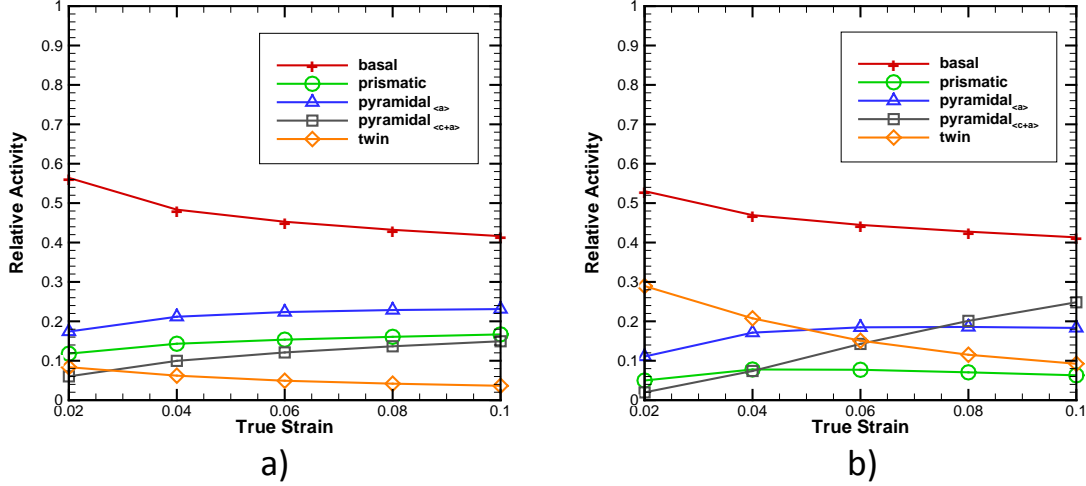 1
0.9
0.8
0.7
0.6
0.5
0.4
0.3
0.2
0.1
0
Relative Activity
basal
prismatic
pyramidal<a>
pyramidal<c+a>
twin
0.02 0.04 0.06 0.08 0.1
True Strain
a)
1
0.9
0.8
0.7
0.6
0.5
0.4
0.3
0.2
0.1
0
Relative Activity
basal
prismatic
pyramidal<a>
pyramidal<c+a>
twin
0.02 0.04 0.06 0.08 0.1
True Strain
b)